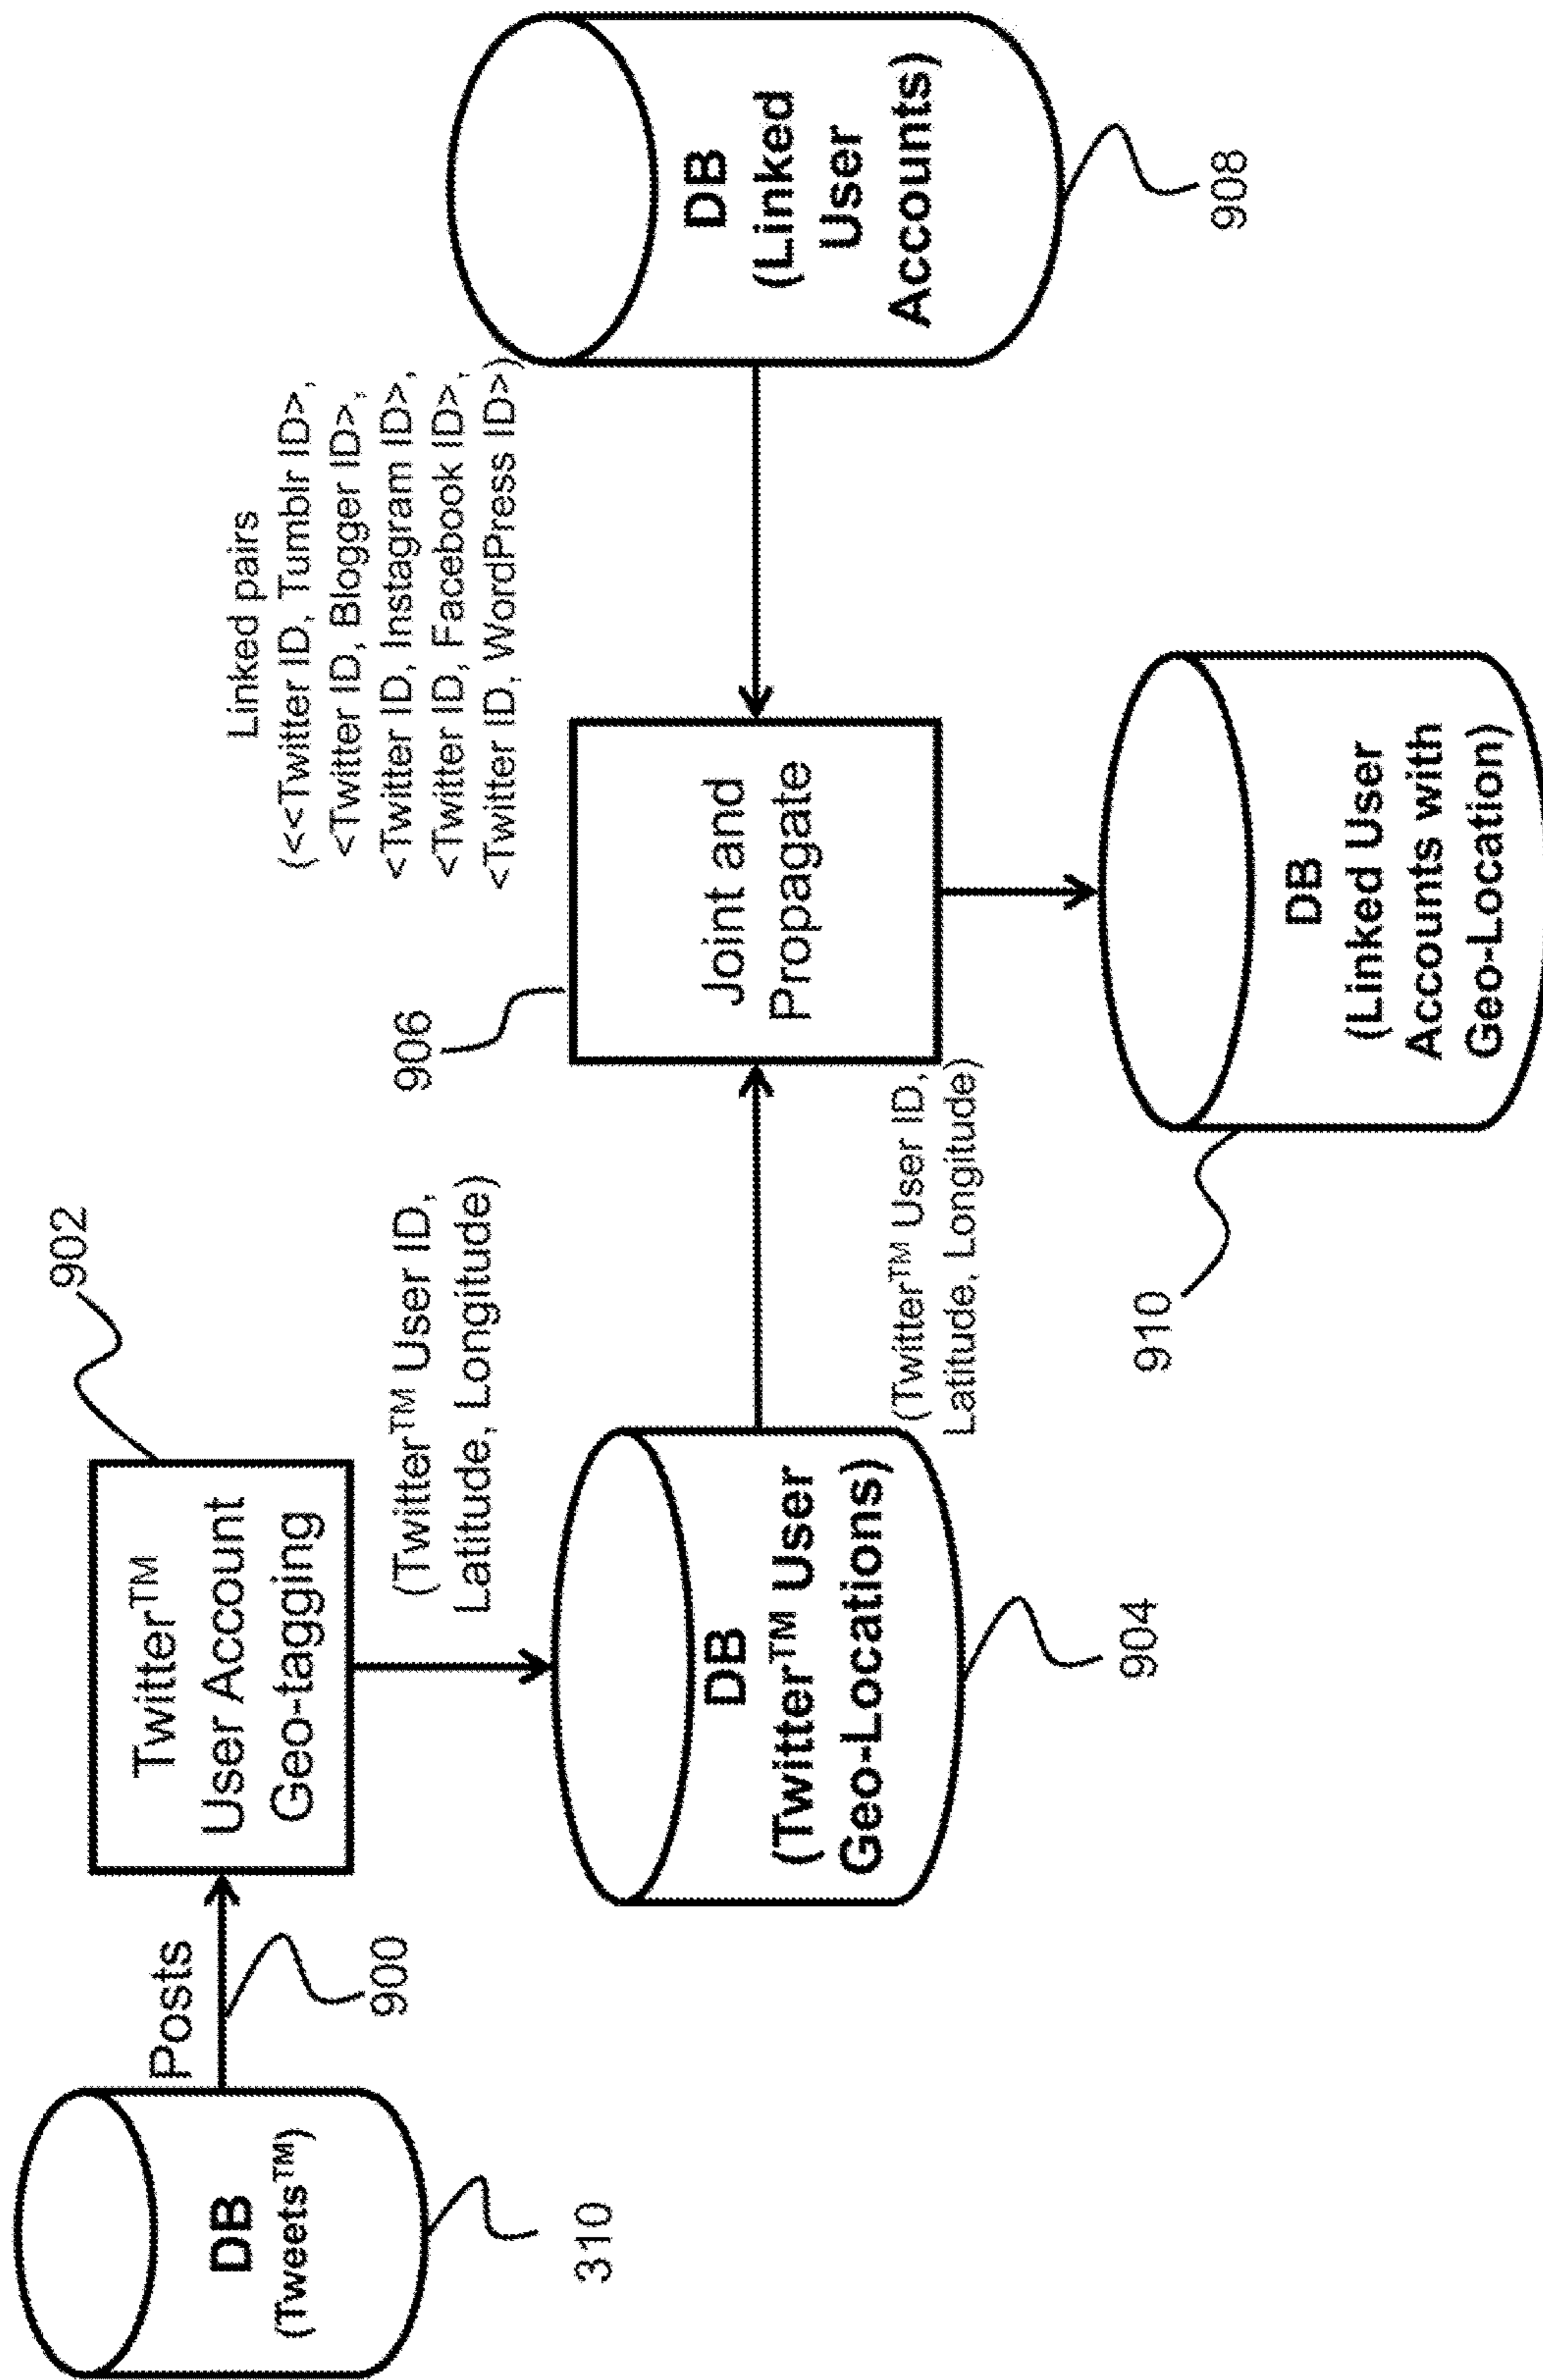 DB
(Tweets™)
310
Posts
900
Twitter™
User Account
Geo-tagging
902
(Twitter™ User ID,
Latitude, Longitude)
DB
(Twitter™ User
Geo-Locations)
904
(Twitter™ User ID,
Latitude, Longitude)
906
Joint and
Propagate
Linked pairs
(<<Twitter ID, Tumblr ID>,
<Twitter ID, Blogger ID>,
<Twitter ID, Instagram ID>,
<Twitter ID, Facebook ID>,
<Twitter ID, WordPress ID>)
DB
(Linked
User
Accounts)
908
DB
(Linked User
Accounts with
Geo-Location)
910